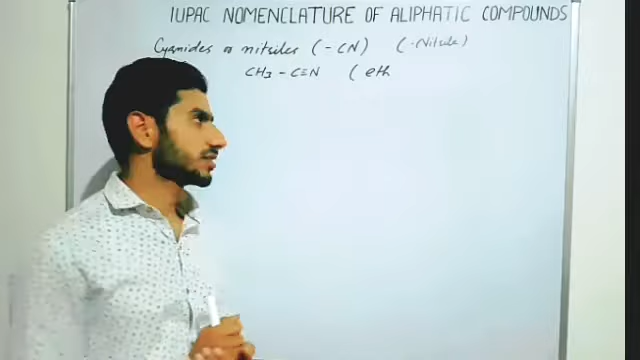 IUPAC NOMENCLATURE OF ALIPHATIC COMPOUNDS
Cyanides or nitriles (-CN) (-Nitrile)
CH3 - C≡N (eth